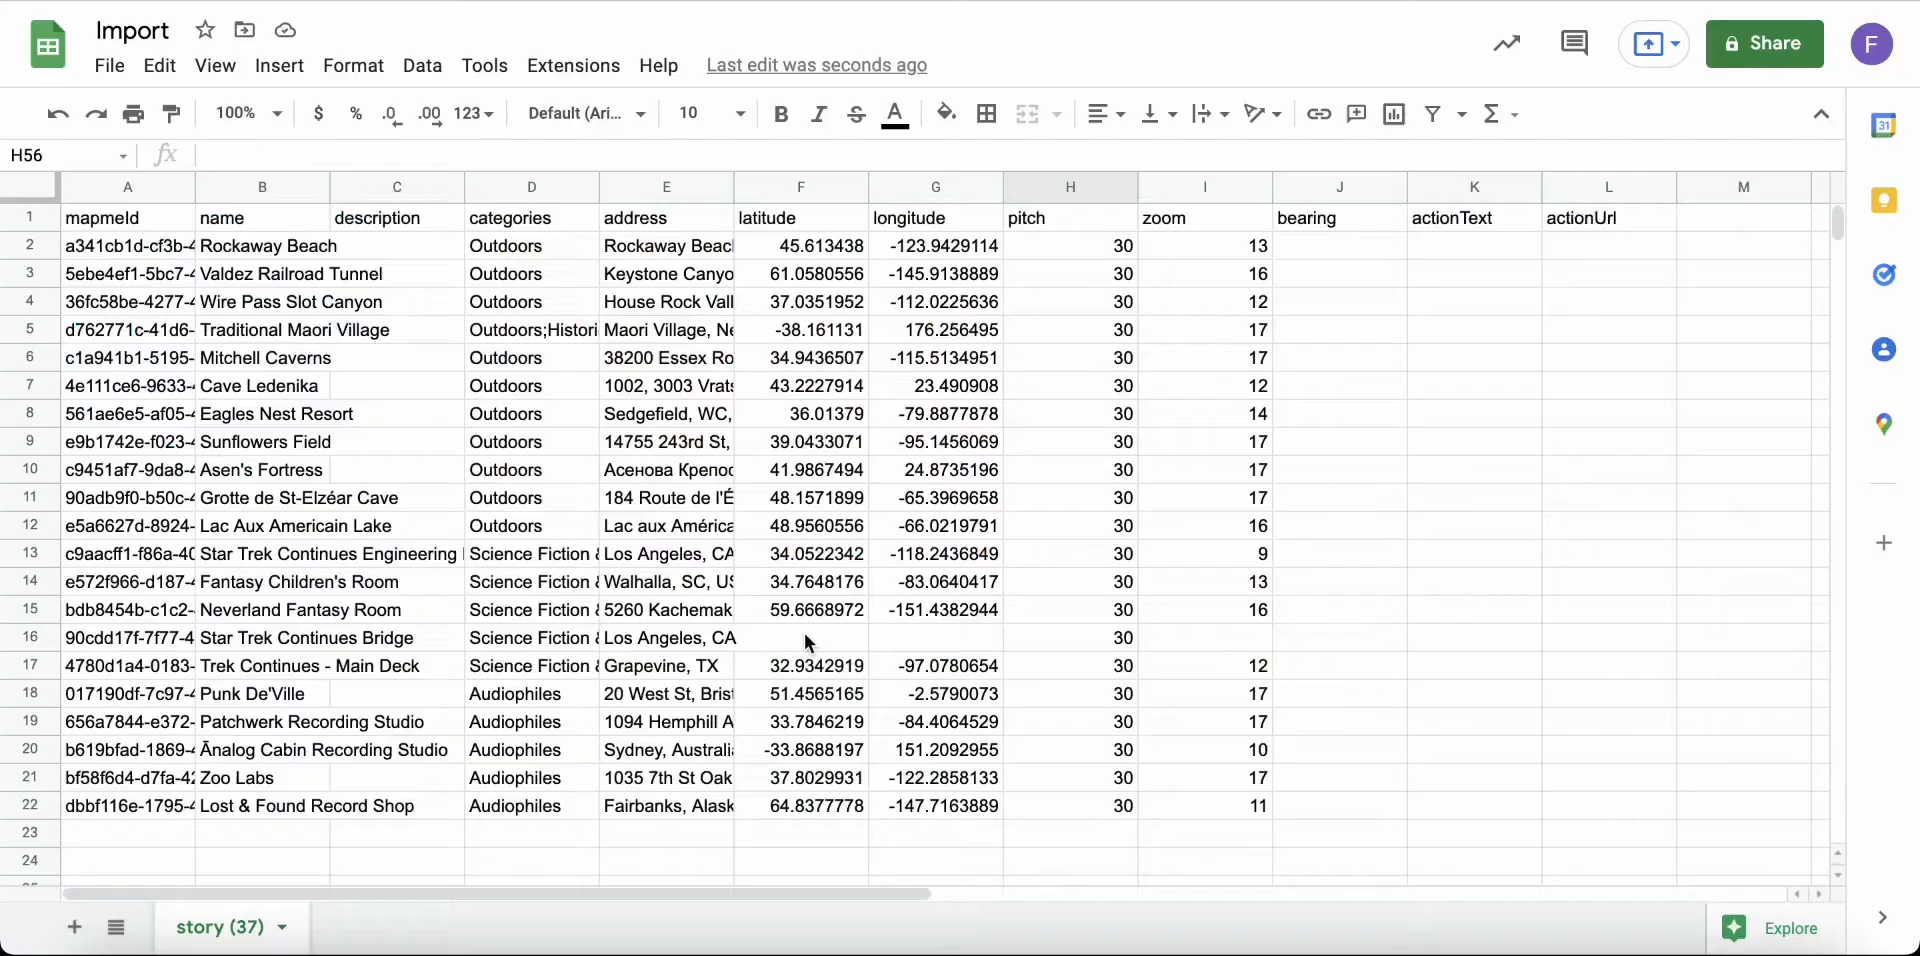 Import
File Edit View Insert Format Data Tools Extensions Help Last edit was seconds ago
Share
F
100% $ % .0 .00 123 Default (Ari... 10 B I S A
H56 fx
A B C D E F G H I J K L M
1 mapmeId name description categories address latitude longitude pitch zoom bearing actionText actionUrl
2 a341cb1d-cf3b-4 Rockaway Beach Outdoors Rockaway Beac 45.613438 -123.9429114 30 13
3 5ebe4ef1-5bc7-4 Valdez Railroad Tunnel Outdoors Keystone Canyo 61.0580556 -145.9138889 30 16
4 36fc58be-4277-4 Wire Pass Slot Canyon Outdoors House Rock Vall 37.0351952 -112.0225636 30 12
5 d762771c-41d6- Traditional Maori Village Outdoors;Histori Maori Village, Ne -38.161131 176.256495 30 17
6 c1a941b1-5195- Mitchell Caverns Outdoors 38200 Essex Ro 34.9436507 -115.5134951 30 17
7 4e111ce6-9633- Cave Ledenika Outdoors 1002, 3003 Vrats 43.2227914 23.490908 30 12
8 561ae6e5-af05-4 Eagles Nest Resort Outdoors Sedgefield, WC, 36.01379 -79.8877878 30 14
9 e9b1742e-f023-4 Sunflowers Field Outdoors 14755 243rd St, 39.0433071 -95.1456069 30 17
10 c9451af7-9da8-4 Asen's Fortress Outdoors Асенова Крепос 41.9867494 24.8735196 30 17
11 90adb9f0-b50c-4 Grotte de St-Elzéar Cave Outdoors 184 Route de l'É 48.1571899 -65.3969658 30 17
12 e5a6627d-8924- Lac Aux Americain Lake Outdoors Lac aux América 48.9560556 -66.0219791 30 16
13 c9aacff1-f86a-40 Star Trek Continues Engineering Science Fiction & Los Angeles, CA 34.0522342 -118.2436849 30 9
14 e572f966-d187-4 Fantasy Children's Room Science Fiction & Walhalla, SC, US 34.7648176 -83.0640417 30 13
15 bdb8454b-c1c2- Neverland Fantasy Room Science Fiction & 5260 Kachemak 59.6668972 -151.4382944 30 16
16 90cdd17f-7f77-4 Star Trek Continues Bridge Science Fiction & Los Angeles, CA 30
17 4780d1a4-0183- Trek Continues - Main Deck Science Fiction & Grapevine, TX 32.9342919 -97.0780654 30 12
18 017190df-7c97-4 Punk De'Ville Audiophiles 20 West St, Brist 51.4565165 -2.5790073 30 17
19 656a7844-e372- Patchwerk Recording Studio Audiophiles 1094 Hemphill A 33.7846219 -84.4064529 30 17
20 b619bfad-1869-4 Ānalog Cabin Recording Studio Audiophiles Sydney, Australi -33.8688197 151.2092955 30 10
21 bf58f6d4-d7fa-42 Zoo Labs Audiophiles 1035 7th St Oak 37.8029931 -122.2858133 30 17
22 dbbf116e-1795-4 Lost & Found Record Shop Audiophiles Fairbanks, Alask 64.8377778 -147.7163889 30 11
23
24
story (37)
Explore